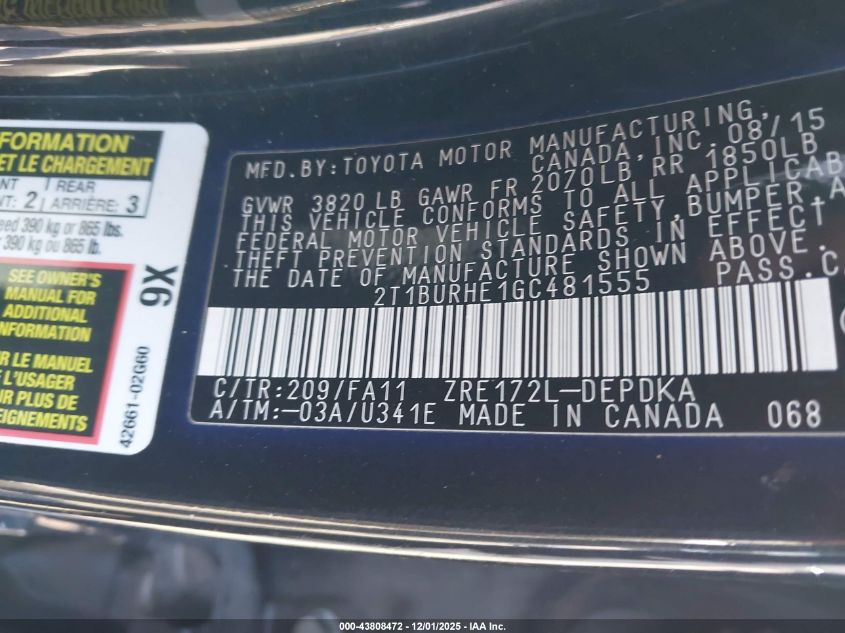 FORMATION
ET LE CHARGEMENT
NT : 2 | REAR
ARRIÈRE: 3
eed 390 kg or 865 lbs.
390 kg ou 865 lb.
SEE OWNER'S
MANUAL FOR
ADDITIONAL
INFORMATION
LE MANUEL
L'USAGER
UR PLUS DE
EIGNEMENTS
9X
42661-02G60
MFD.BY:TOYOTA MOTOR MANUFACTURING,
CANADA, INC. 08/15
GVWR 3820 LB GAWR FR 2070LB, RR 1850LB
THIS VEHICLE CONFORMS TO ALL APPLICAB
FEDERAL MOTOR VEHICLE SAFETY,BUMPER,A
THEFT PREVENTION STANDARDS IN EFFECT
THE DATE OF MANUFACTURE SHOWN ABOVE.
2T1BURHE1GC481555 PASS.C
C/TR:209/FA11 ZRE172L-DEPDKA
A/TM:-03A/U341E MADE IN CANADA 068
000-43808472 - 12/01/2025 - IAA Inc.